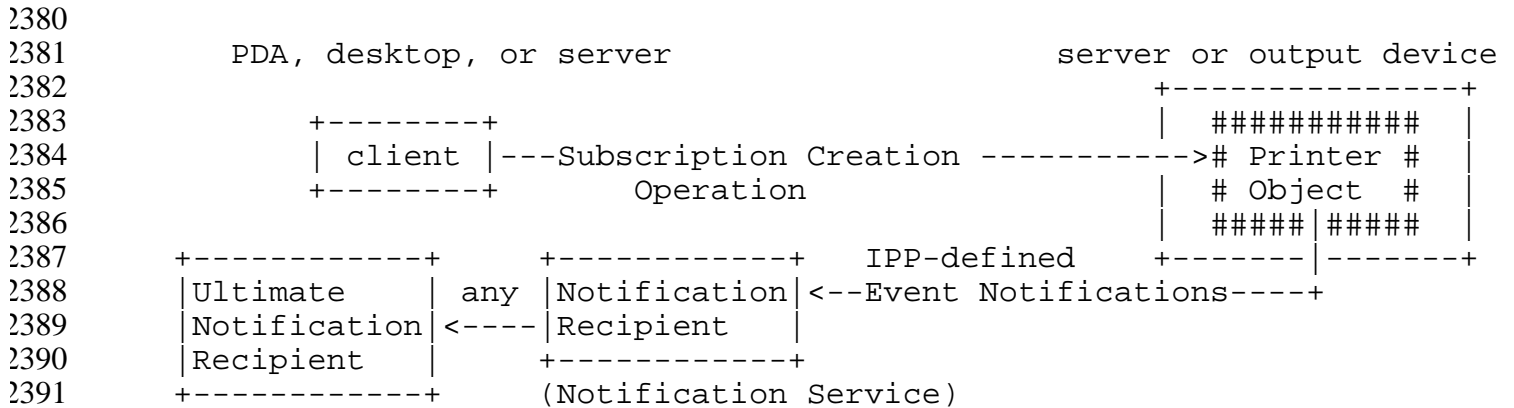 2380
2381 PDA, desktop, or server server or output device
2382 +---------------+
2383 +--------+ | ########### |
2384 | client |---Subscription Creation -----------># Printer # |
2385 +--------+ Operation | # Object # |
2386 | #####|##### |
2387 +------------+ +------------+ IPP-defined +-------|-------+
2388 |Ultimate | any |Notification|<--Event Notifications----+
2389 |Notification|<----|Recipient |
2390 |Recipient | +------------+
2391 +------------+ (Notification Service)